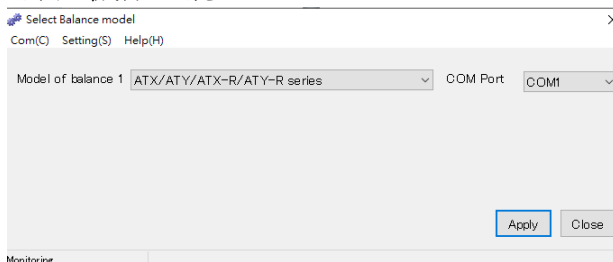 Select Balance model
Com(C) Setting(S) Help(H)
Model of balance 1 ATX/ATY/ATX-R/ATY-R series COM Port COM1
Apply Close
Monitoring